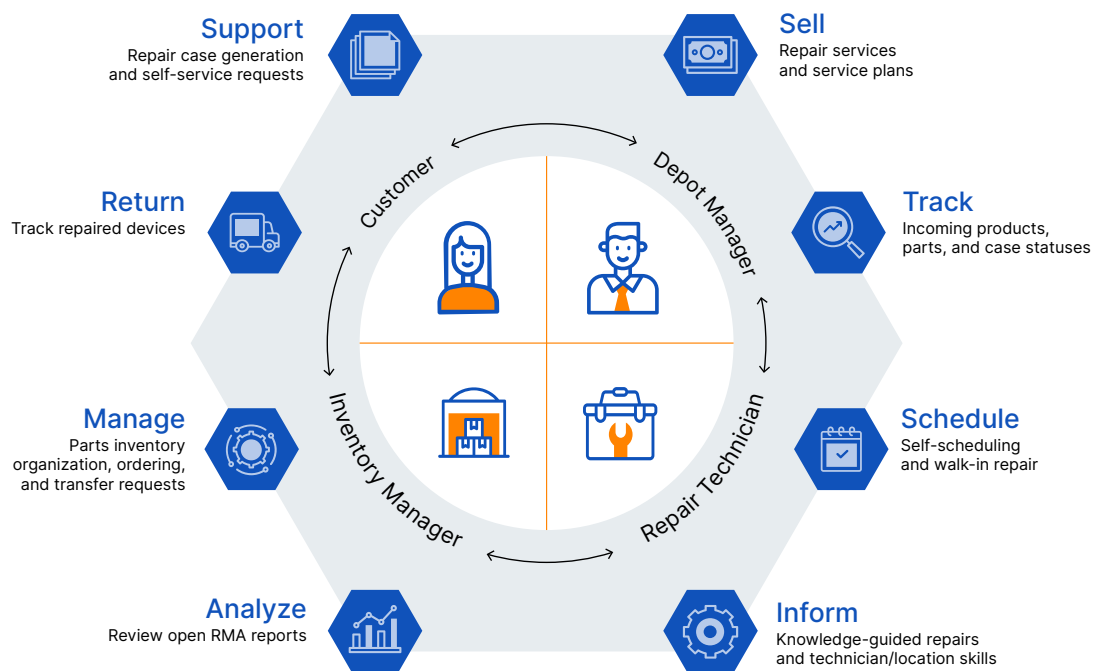 Support
Repair case generation
and self-service requests
Sell
Repair services
and service plans
Customer
Depot Manager
Return
Track repaired devices
Track
Incoming products,
parts, and case statuses
Manage
Parts inventory
organization, ordering,
and transfer requests
Inventory Manager
Repair Technician
Schedule
Self-scheduling
and walk-in repair
Analyze
Review open RMA reports
Inform
Knowledge-guided repairs
and technician/location skills